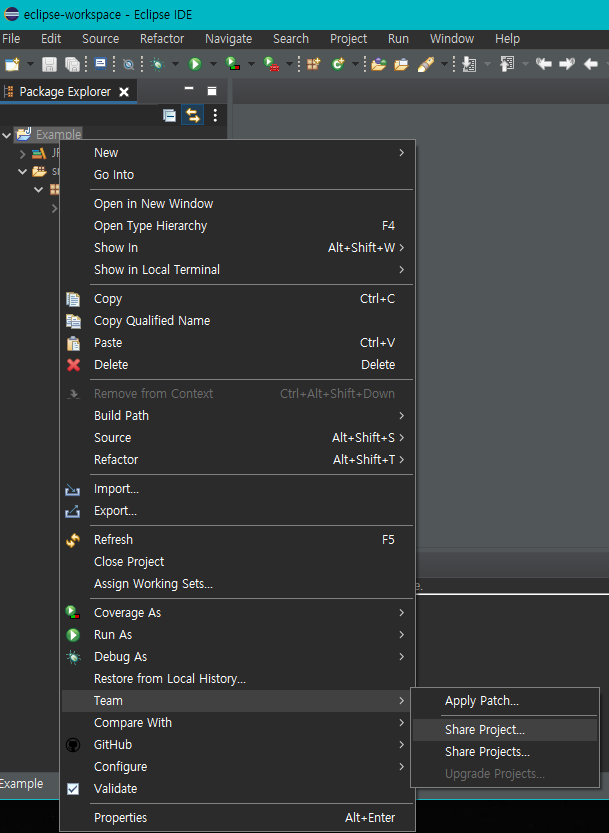 eclipse-workspace - Eclipse IDE
File Edit Source Refactor Navigate Search Project Run Window Help
Package Explorer
Example
New
Go Into
Open in New Window
Open Type Hierarchy F4
Show In Alt+Shift+W
Show in Local Terminal
Copy Ctrl+C
Copy Qualified Name
Paste Ctrl+V
Delete Delete
Remove from Context Ctrl+Alt+Shift+Down
Build Path
Source Alt+Shift+S
Refactor Alt+Shift+T
Import...
Export...
Refresh F5
Close Project
Assign Working Sets...
Coverage As
Run As
Debug As
Restore from Local History...
Team
Apply Patch...
Share Project...
Share Projects...
Upgrade Projects...
Compare With
GitHub
Configure
Validate
Properties Alt+Enter
Example